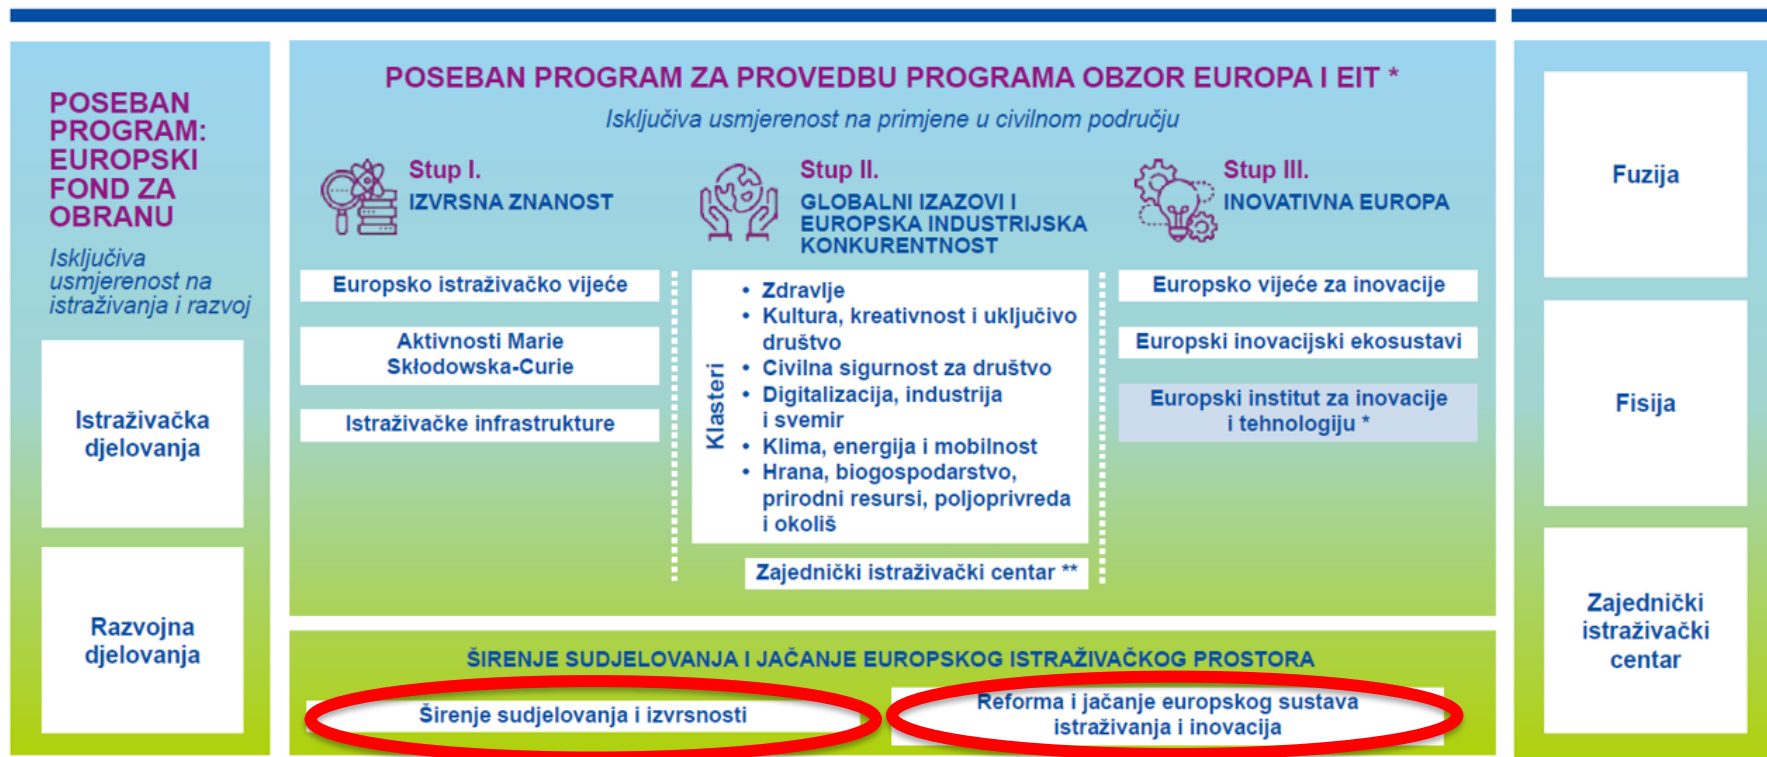 POSEBAN
PROGRAM:
EUROPSKI
FOND ZA
OBRANU
Isključiva
usmjerenost na
istraživanja i razvoj
Istraživačka
djelovanja
Razvojna
djelovanja
POSEBAN PROGRAM ZA PROVEDBU PROGRAMA OBZOR EUROPA I EIT *
Isključiva usmjerenost na primjene u civilnom području
Stup I.
IZVRSNA ZNANOST
Europsko istraživačko vijeće
Aktivnosti Marie
Skłodowska-Curie
Istraživačke infrastrukture
Stup II.
GLOBALNI IZAZOVI I
EUROPSKA INDUSTRIJSKA
KONKURENTNOST
Klasteri
• Zdravlje
• Kultura, kreativnost i uključivo
društvo
• Civilna sigurnost za društvo
• Digitalizacija, industrija
i svemir
• Klima, energija i mobilnost
• Hrana, biogospodarstvo,
prirodni resursi, poljoprivreda
i okoliš
Zajednički istraživački centar **
Stup III.
INOVATIVNA EUROPA
Europsko vijeće za inovacije
Europski inovacijski ekosustavi
Europski institut za inovacije
i tehnologiju *
ŠIRENJE SUDJELOVANJA I JAČANJE EUROPSKOG ISTRAŽIVAČKOG PROSTORA
Širenje sudjelovanja i izvrsnosti
Reforma i jačanje europskog sustava
istraživanja i inovacija
Fuzija
Fisija
Zajednički
istraživački
centar